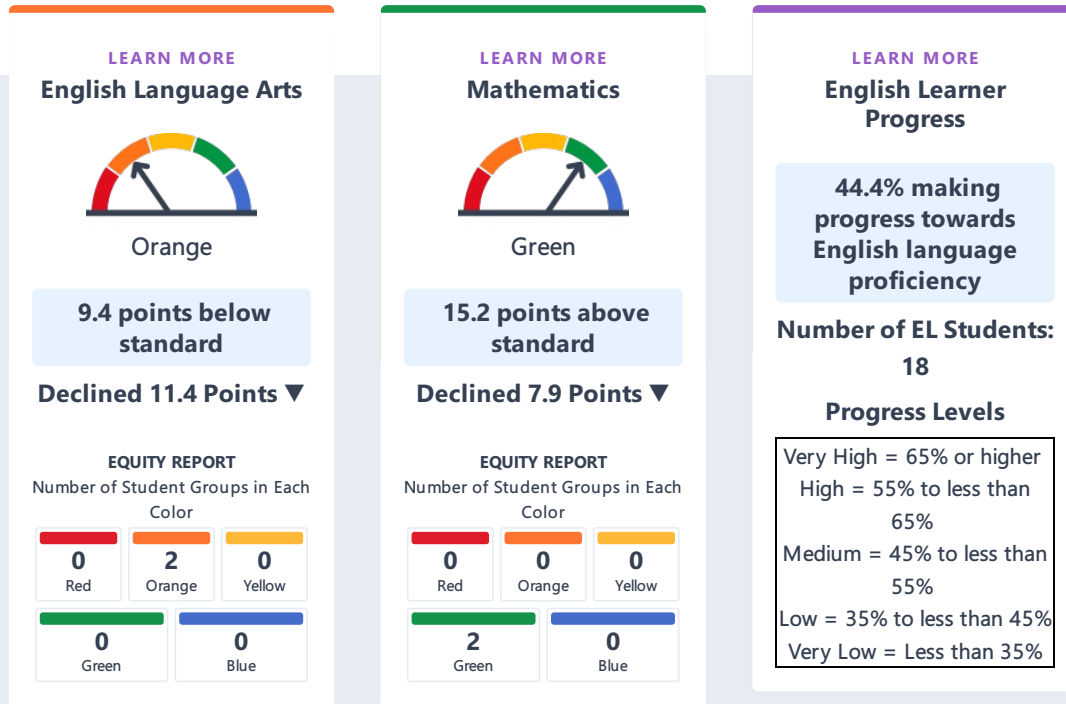 LEARN MORE
English Language Arts
Orange
9.4 points below
standard
Declined 11.4 Points ▼
EQUITY REPORT
Number of Student Groups in Each
Color
0
Red
2
Orange
0
Yellow
0
Green
0
Blue
LEARN MORE
Mathematics
Green
15.2 points above
standard
Declined 7.9 Points ▼
EQUITY REPORT
Number of Student Groups in Each
Color
0
Red
0
Orange
0
Yellow
2
Green
0
Blue
LEARN MORE
English Learner
Progress
44.4% making
progress towards
English language
proficiency
Number of EL Students:
18
Progress Levels
Very High = 65% or higher
High = 55% to less than
65%
Medium = 45% to less than
55%
Low = 35% to less than 45%
Very Low = Less than 35%